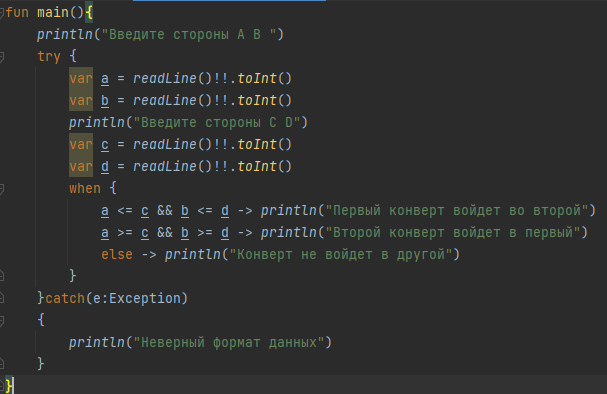 fun main(){
    println("Введите стороны A B ")
    try {
        var a = readLine()!!.toInt()
        var b = readLine()!!.toInt()
        println("Введите стороны C D")
        var c = readLine()!!.toInt()
        var d = readLine()!!.toInt()
        when {
            a <= c && b <= d -> println("Первый конверт войдет во второй")
            a >= c && b >= d -> println("Второй конверт войдет в первый")
            else -> println("Конверт не войдет в другой")
        }
    }catch(e:Exception)
    {
        println("Неверный формат данных")
    }
}